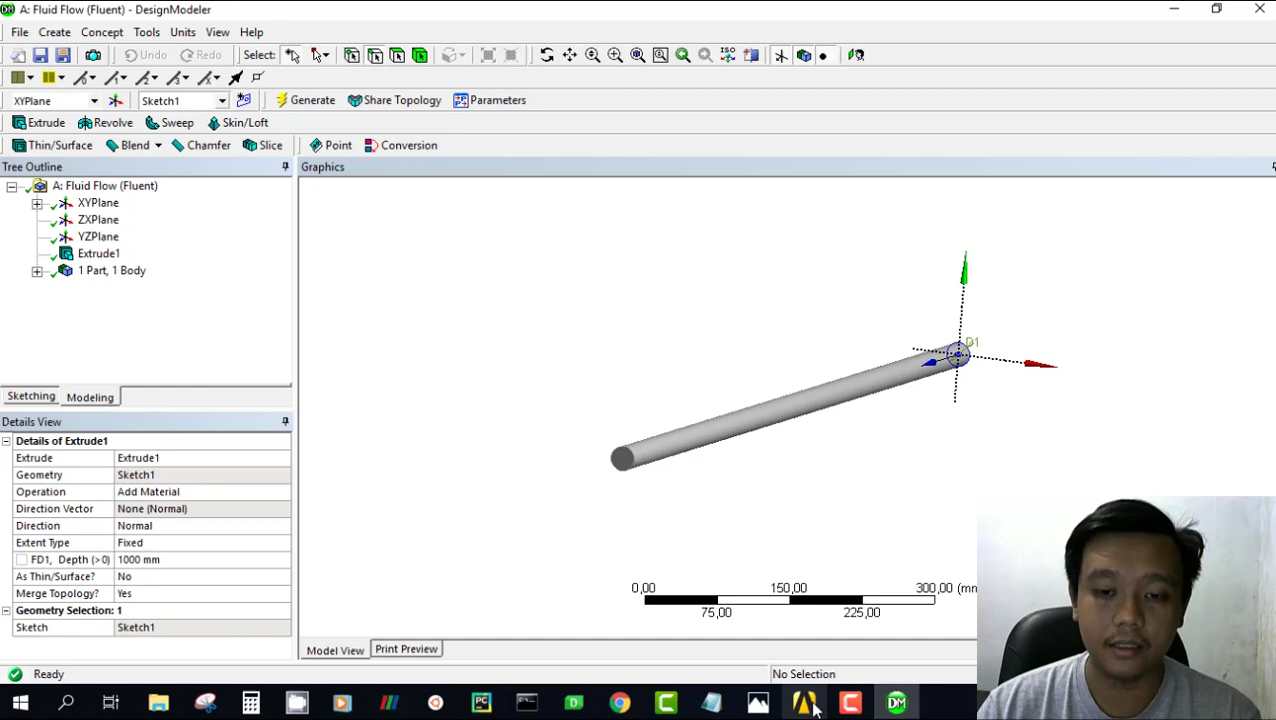 A: Fluid Flow (Fluent) - DesignModeler
File Create Concept Tools Units View Help
Undo Redo Select:
XYPlane Sketch1 Generate Share Topology Parameters
Extrude Revolve Sweep Skin/Loft
Thin/Surface Blend Chamfer Slice Point Conversion
Tree Outline
A: Fluid Flow (Fluent)
XYPlane
ZXPlane
YZPlane
Extrude1
1 Part, 1 Body
Sketching Modeling
Details View
Details of Extrude1
Extrude Extrude1
Geometry Sketch1
Operation Add Material
Direction Vector None (Normal)
Direction Normal
Extent Type Fixed
FD1, Depth (>0) 1000 mm
As Thin/Surface? No
Merge Topology? Yes
Geometry Selection: 1
Sketch Sketch1
Graphics
D1
0,00 150,00 300,00 (mm
75,00 225,00
Model View Print Preview
Ready No Selection